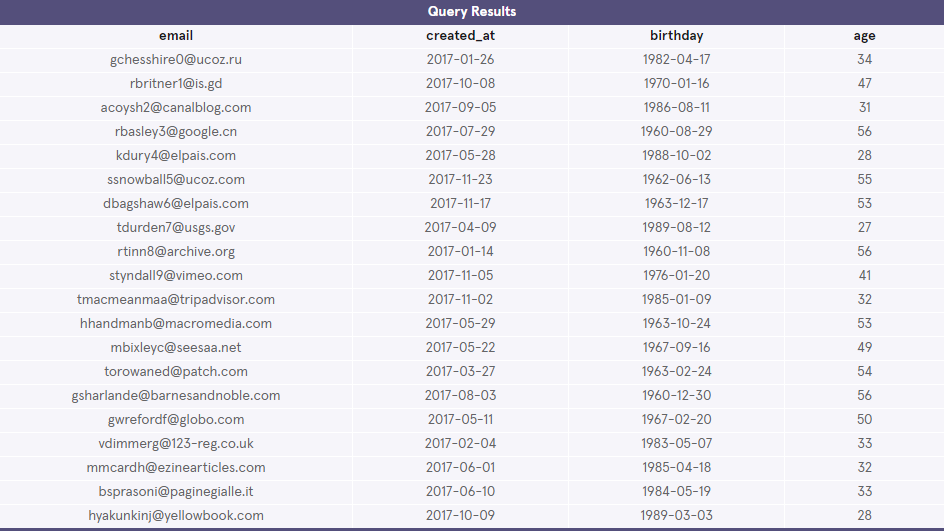 Query Results
email created_at birthday age
gchesshire0@ucoz.ru 2017-01-26 1982-04-17 34
rbritner1@is.gd 2017-10-08 1970-01-16 47
acoysh2@canalblog.com 2017-09-05 1986-08-11 31
rbasley3@google.cn 2017-07-29 1960-08-29 56
kdury4@elpais.com 2017-05-28 1988-10-02 28
ssnowball5@ucoz.com 2017-11-23 1962-06-13 55
dbagshaw6@elpais.com 2017-11-17 1963-12-17 53
tdurden7@usgs.gov 2017-04-09 1989-08-12 27
rtinn8@archive.org 2017-01-14 1960-11-08 56
styndall9@vimeo.com 2017-11-05 1976-01-20 41
tmacmeanmaa@tripadvisor.com 2017-11-02 1985-01-09 32
hhandmanb@macromedia.com 2017-05-29 1963-10-24 53
mbixleyc@seesaa.net 2017-05-22 1967-09-16 49
torowaned@patch.com 2017-03-27 1963-02-24 54
gsharlande@barnesandnoble.com 2017-08-03 1960-12-30 56
gwrefordf@globo.com 2017-05-11 1967-02-20 50
vdimmerg@123-reg.co.uk 2017-02-04 1983-05-07 33
mmcardh@ezinearticles.com 2017-06-01 1985-04-18 32
bsprasoni@paginegialle.it 2017-06-10 1984-05-19 33
hyakunkinj@yellowbook.com 2017-10-09 1989-03-03 28